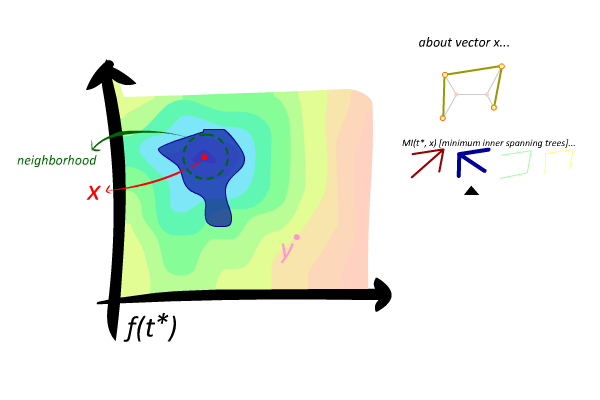 about vector x...
MI(t*, x) [minimum inner spanning trees]...
neighborhood
x
y
f(t*)